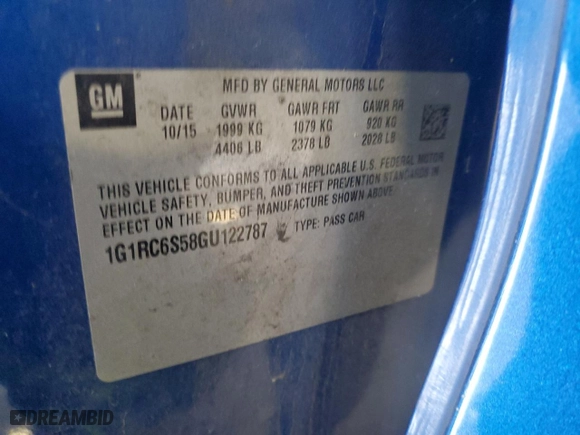 GM
MFD BY GENERAL MOTORS LLC
DATE GVWR GAWR FRT GAWR RR
10/15 1999 KG 1079 KG 920 KG
4406 LB 2378 LB 2028 LB
THIS VEHICLE CONFORMS TO ALL APPLICABLE U.S. FEDERAL MOTOR
VEHICLE SAFETY, BUMPER, AND THEFT PREVENTION STANDARDS IN
EFFECT ON THE DATE OF MANUFACTURE SHOWN ABOVE.
1G1RC6S58GU122787 TYPE: PASS CAR
DREAMBID